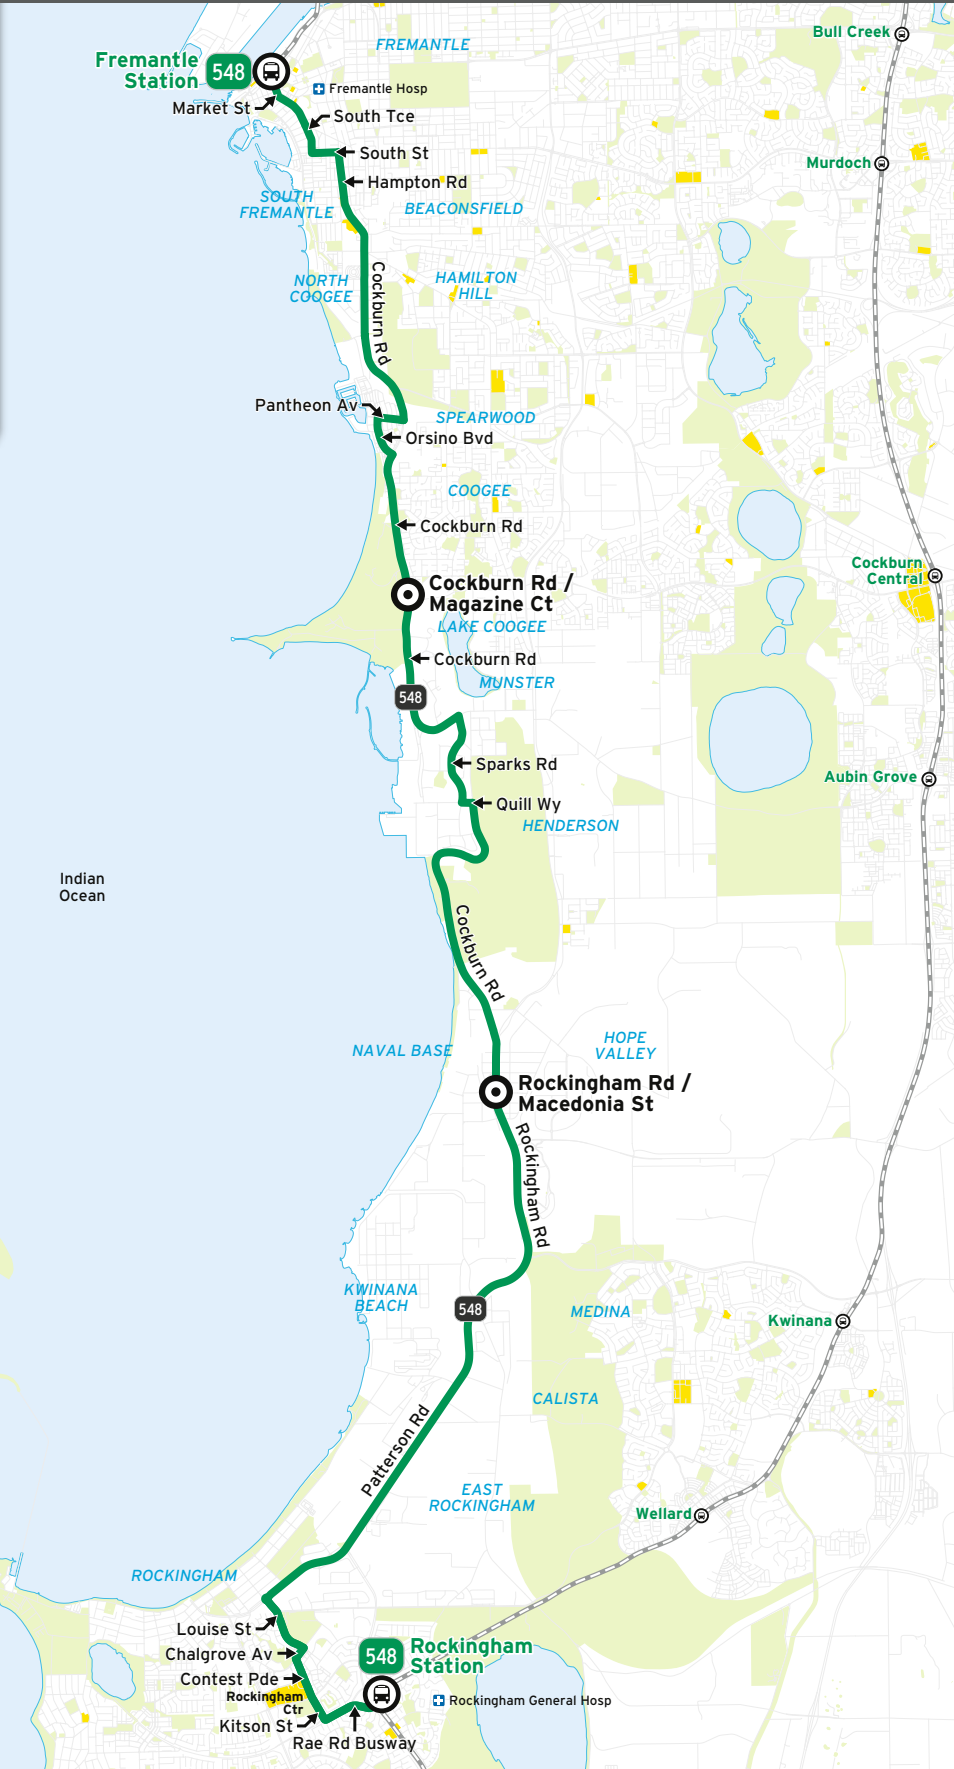 Bull Creek
FREMANTLE
Fremantle
Station
548
Fremantle Hosp
Market St
South Tce
South St
Murdoch
Hampton Rd
SOUTH
FREMANTLE
BEACONSFIELD
NORTH
COOGEE
Cockburn Rd
HAMILTON
HILL
Pantheon Av
SPEARWOOD
Orsino Bvd
COOGEE
Cockburn Rd
Cockburn
Central
Cockburn Rd /
Magazine Ct
LAKE COOGEE
Cockburn Rd
MUNSTER
548
Sparks Rd
Aubin Grove
Quill Wy
HENDERSON
Indian
Ocean
Cockburn Rd
NAVAL BASE
HOPE
VALLEY
Rockingham Rd /
Macedonia St
Rockingham Rd
KWINANA
BEACH
548
MEDINA
Kwinana
CALISTA
Patterson Rd
EAST
ROCKINGHAM
Wellard
ROCKINGHAM
Louise St
548
Rockingham
Station
Chalgrove Av
Contest Pde
Rockingham
Ctr
Rockingham General Hosp
Kitson St
Rae Rd Busway